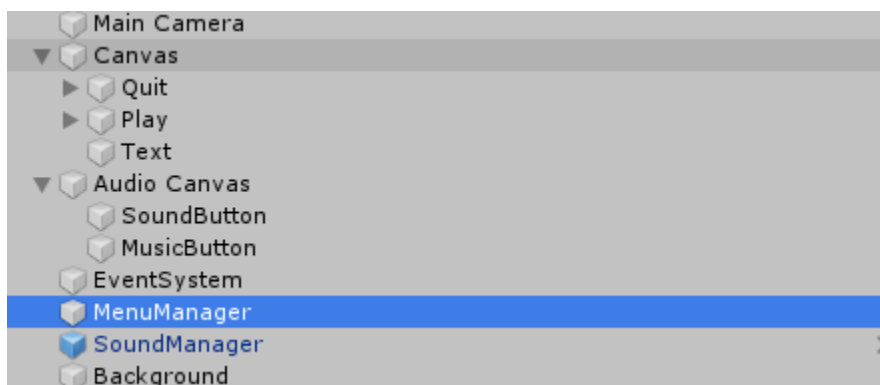 Main Camera
Canvas
Quit
Play
Text
Audio Canvas
SoundButton
MusicButton
EventSystem
MenuManager
SoundManager
Background